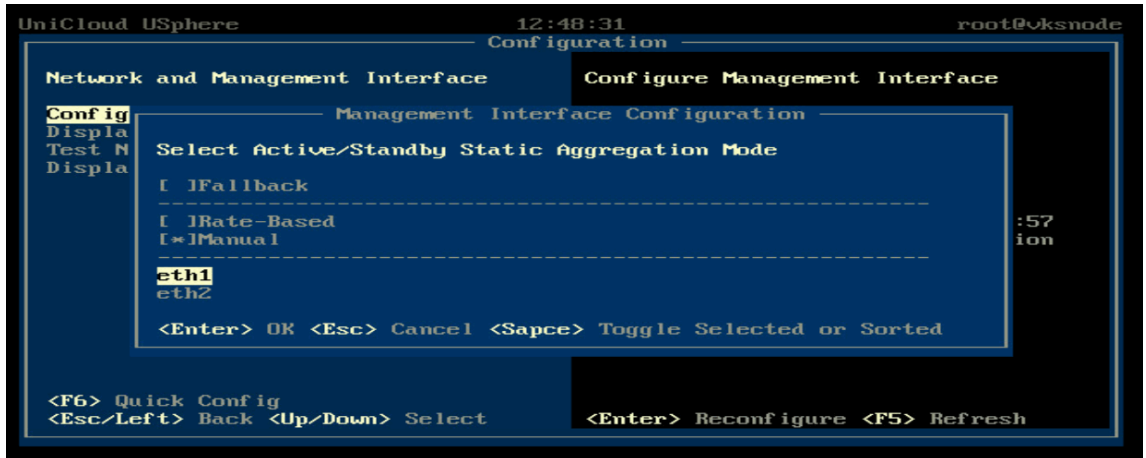 UniCloud USphere 12:48:31 root@vksnode
Configuration
Network and Management Interface Configure Management Interface
Config Management Interface Configuration
Displa
Test N Select Active/Standby Static Aggregation Mode
Displa
[ ]Fallback
[ ]Rate-Based :57
[*]Manual ion
eth1
eth2
<Enter> OK <Esc> Cancel <Sapce> Toggle Selected or Sorted
<F6> Quick Config
<Esc/Left> Back <Up/Down> Select <Enter> Reconfigure <F5> Refresh